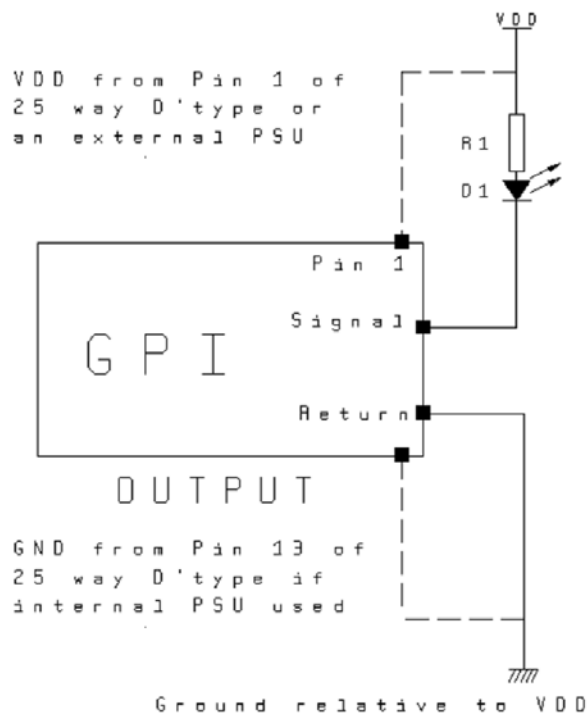 VDD
VDD from Pin 1 of
25 way D'type or
an external PSU
R1
D1
Pin 1
Signal
GPI
Return
OUTPUT
GND from Pin 13 of
25 way D'type if
internal PSU used
Ground relative to VDD